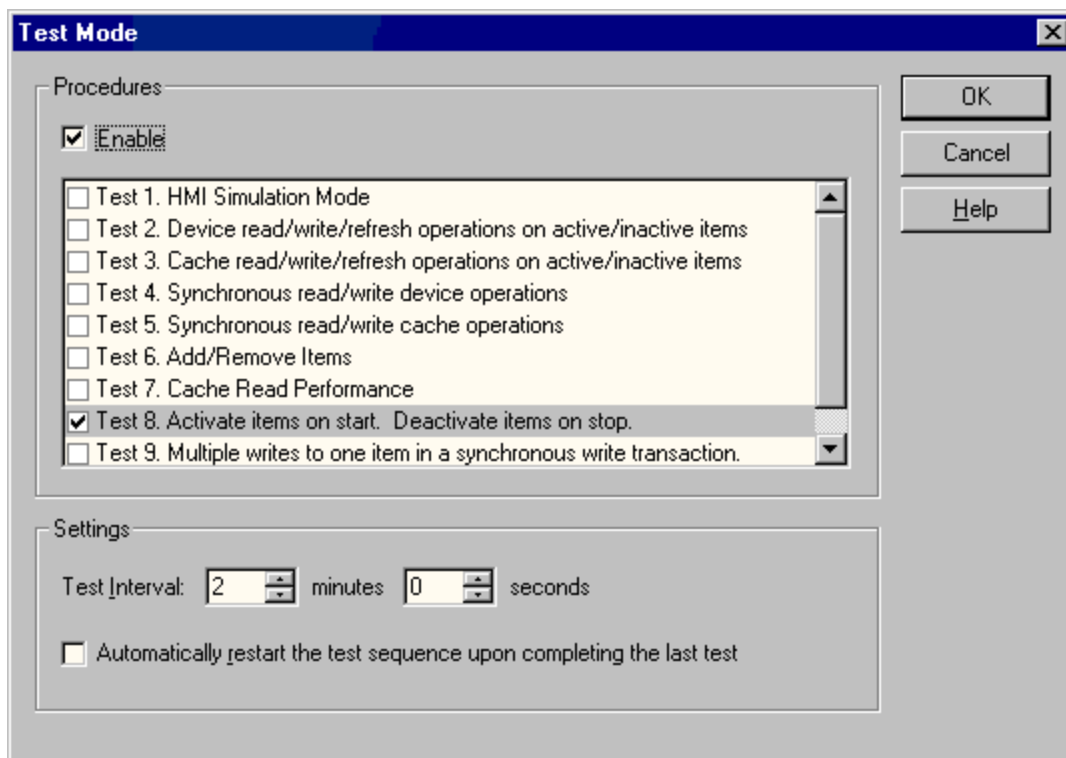 Test Mode
Procedures
OK
Enable
Cancel
Test 1. HMI Simulation Mode
Help
Test 2. Device read/write/refresh operations on active/inactive items
Test 3. Cache read/write/refresh operations on active/inactive items
Test 4. Synchronous read/write device operations
Test 5. Synchronous read/write cache operations
Test 6. Add/Remove Items
Test 7. Cache Read Performance
Test 8. Activate items on start.  Deactivate items on stop.
Test 9. Multiple writes to one item in a synchronous write transaction.
Settings
Test Interval: 2 minutes 0 seconds
Automatically restart the test sequence upon completing the last test